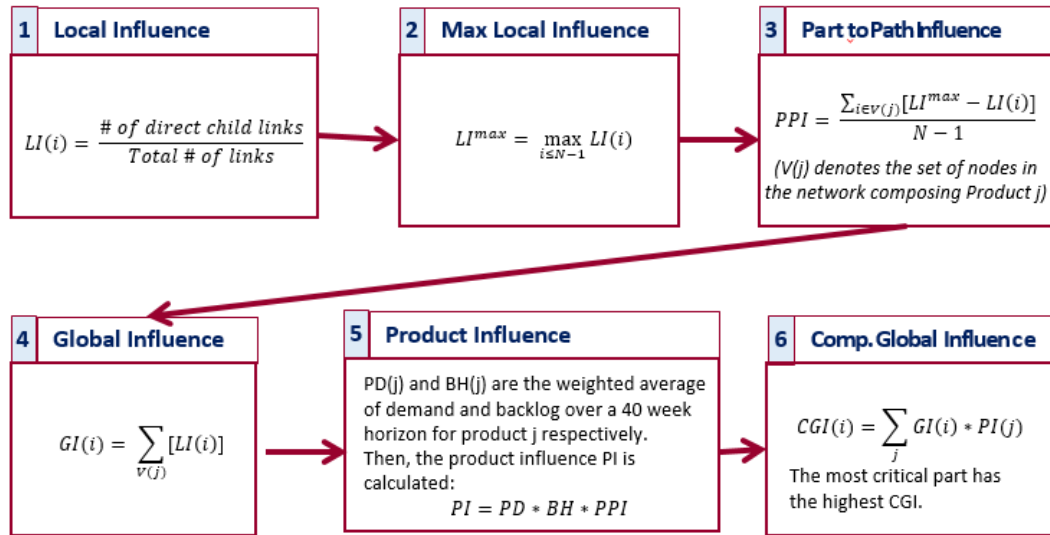 1 Local Influence
LI(i) = # of direct child links / Total # of links
2 Max Local Influence
LI^max = max i≤N−1 LI(i)
3 Part to Path Influence
PPI = ∑i∈V(j)[LI^max − LI(i)] / N − 1
(V(j) denotes the set of nodes in
the network composing Product j)
4 Global Influence
GI(i) = ∑V(j) [LI(i)]
5 Product Influence
PD(j) and BH(j) are the weighted average
of demand and backlog over a 40 week
horizon for product j respectively.
Then, the product influence PI is
calculated:
PI = PD * BH * PPI
6 Comp. Global Influence
CGI(i) = ∑j GI(i) * PI(j)
The most critical part has
the highest CGI.